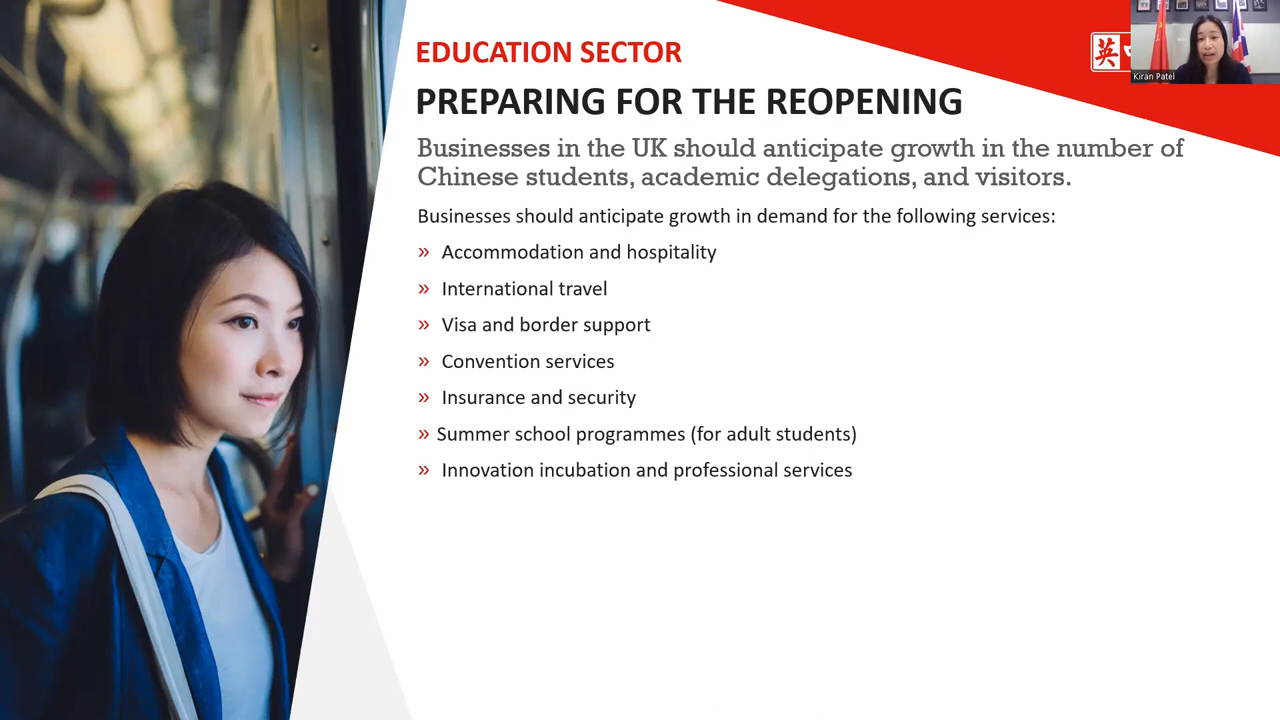 EDUCATION SECTOR
英
Kiran Patel
PREPARING FOR THE REOPENING
Businesses in the UK should anticipate growth in the number of
Chinese students, academic delegations, and visitors.
Businesses should anticipate growth in demand for the following services:
» Accommodation and hospitality
» International travel
» Visa and border support
» Convention services
» Insurance and security
» Summer school programmes (for adult students)
» Innovation incubation and professional services